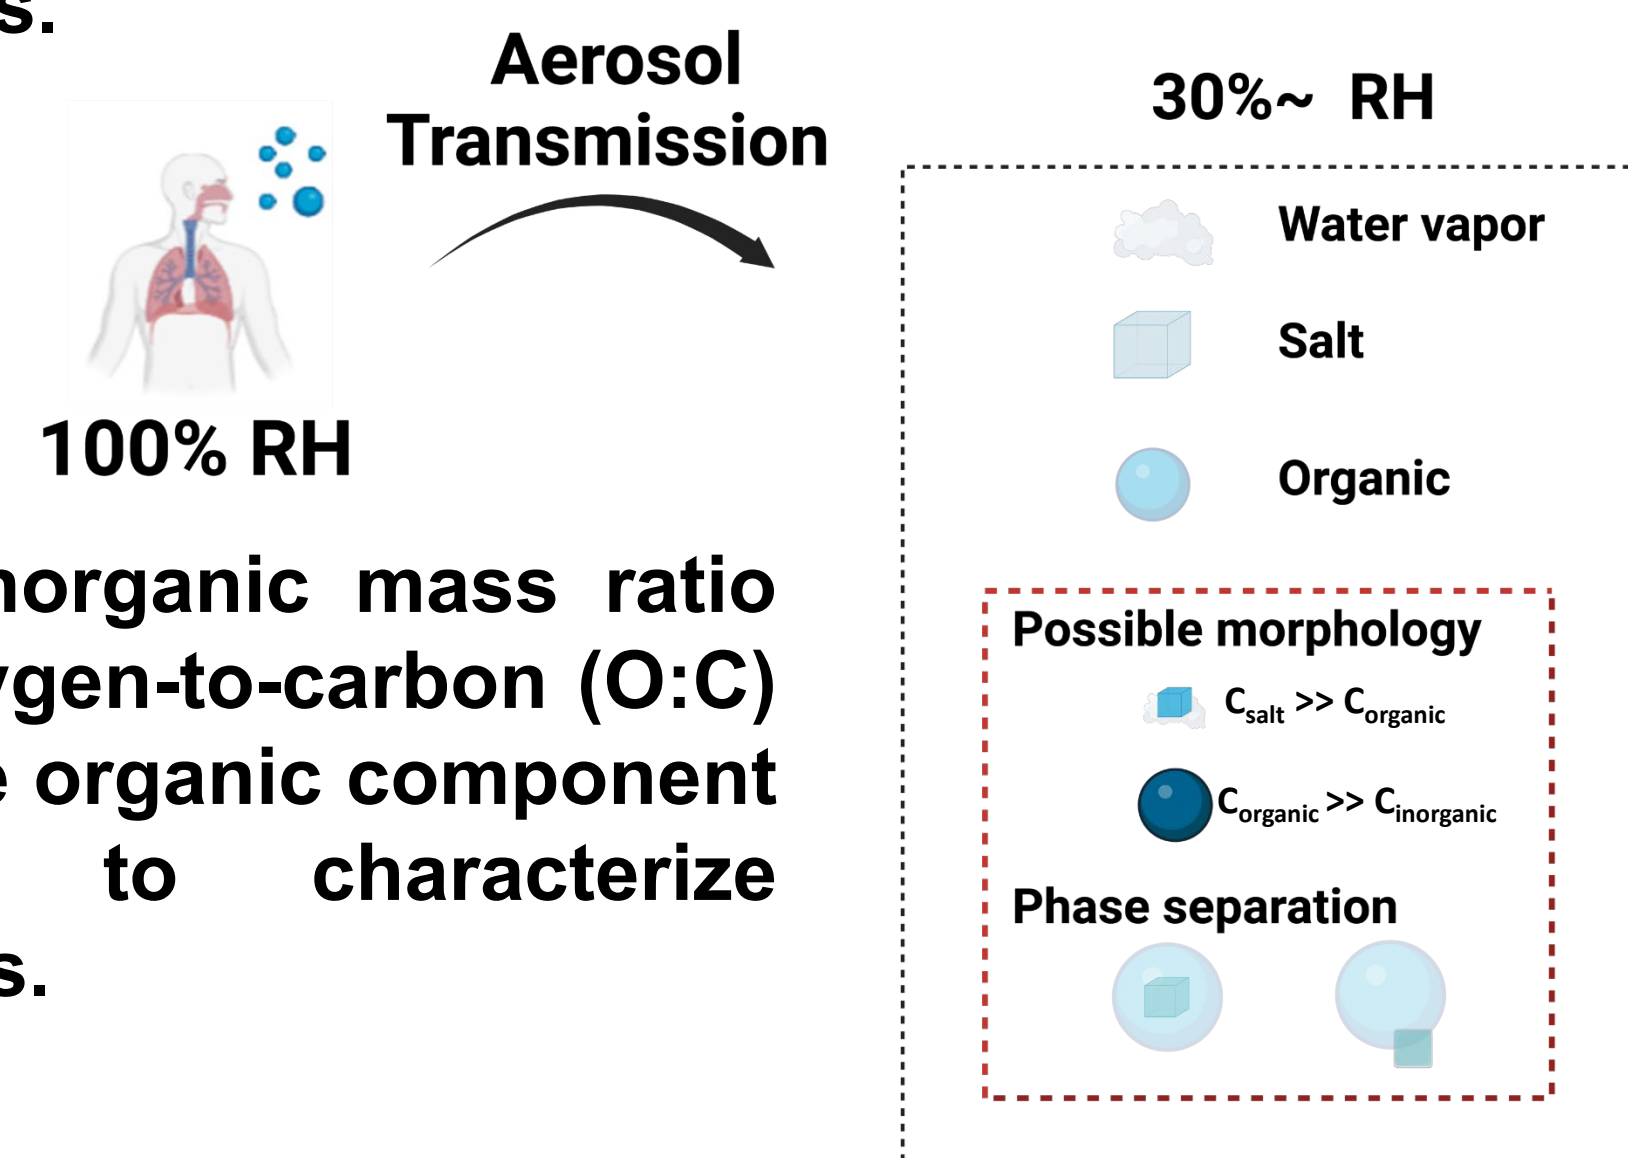 s.
Aerosol
Transmission
100% RH
norganic mass ratio
ygen-to-carbon (O:C)
e organic component
to characterize
s.
30%~ RH
Water vapor
Salt
Organic
Possible morphology
Csalt >> Corganic
Corganic >> Cinorganic
Phase separation